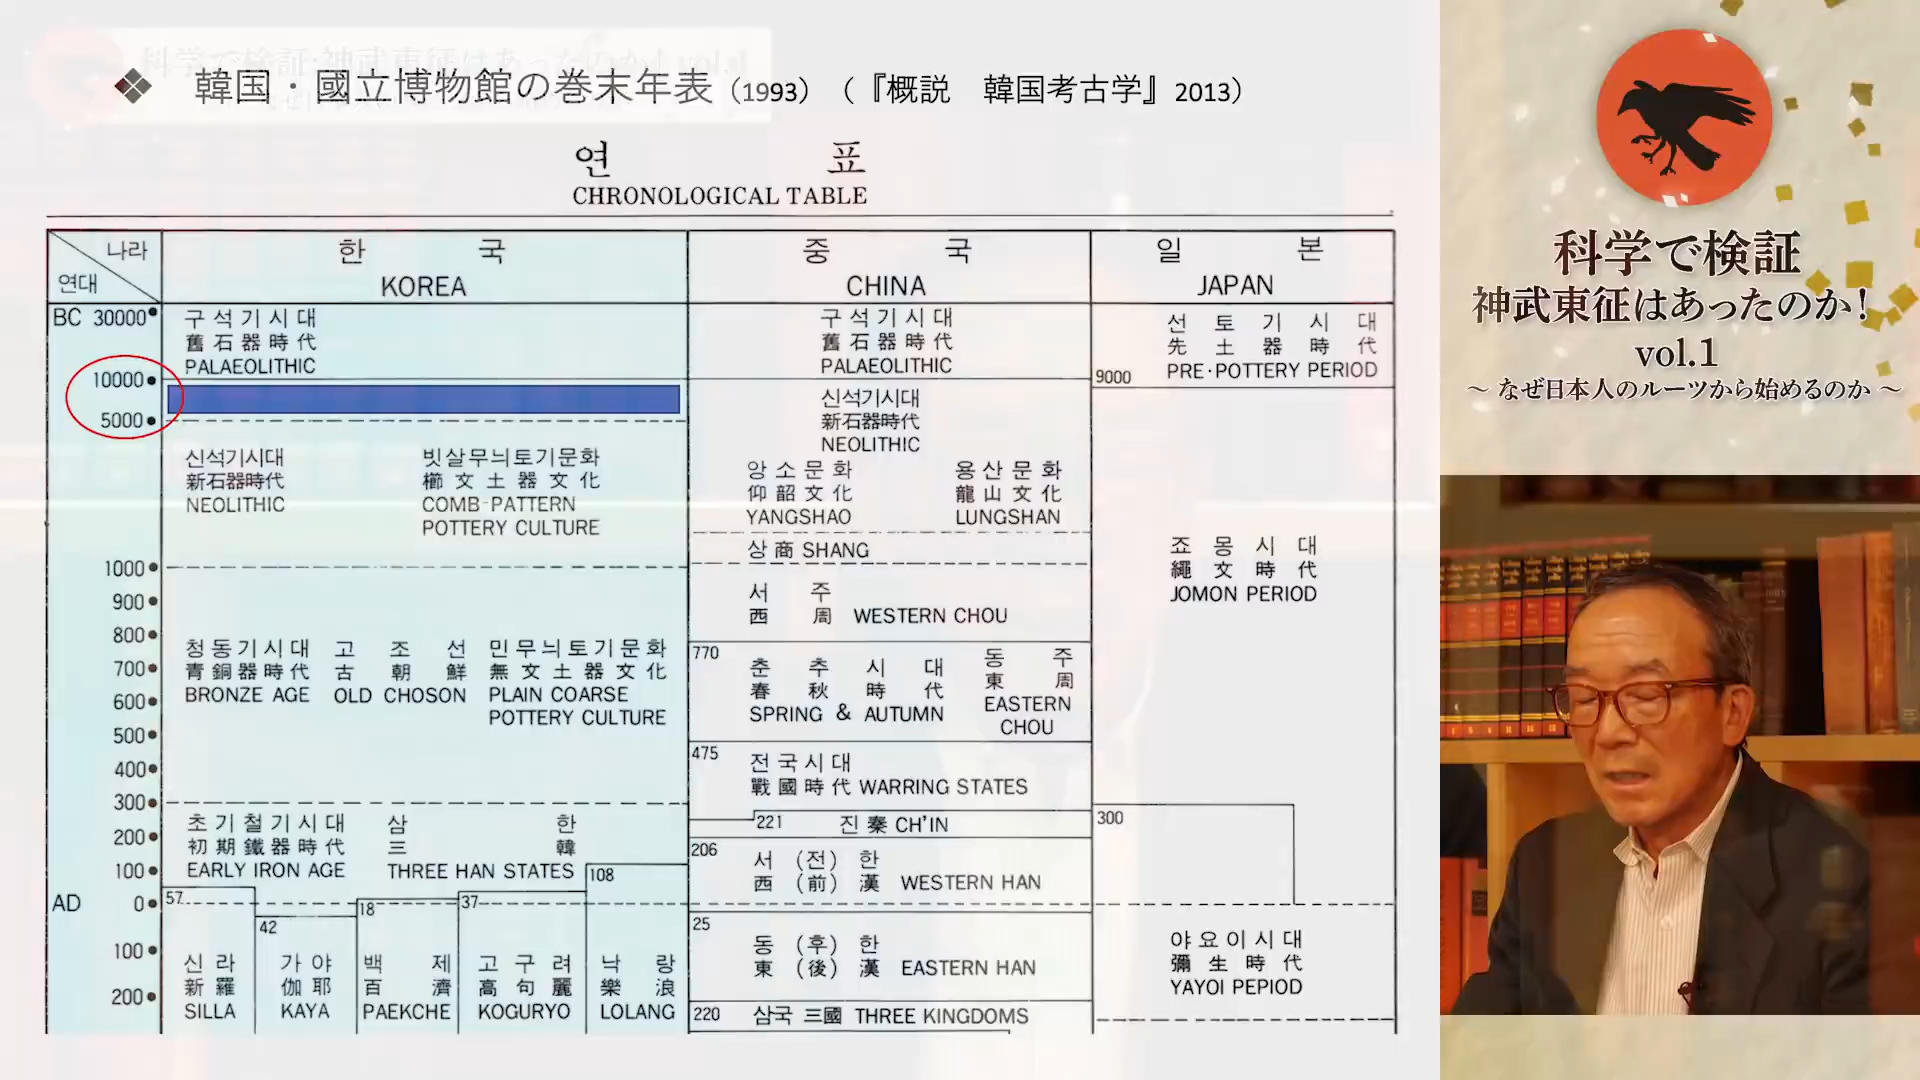 ❖ 韓国・國立博物館の巻末年表（1993）（『概説　韓国考古学』2013）
연 표
CHRONOLOGICAL TABLE
나라
연대
한 국
KOREA
중 국
CHINA
일 본
JAPAN
BC 30000
10000
5000
1000
900
800
700
600
500
400
300
200
100
AD 0
100
200
구석기시대
舊石器時代
PALAEOLITHIC
신석기시대
新石器時代
NEOLITHIC
빗살무늬토기문화
櫛文土器文化
COMB-PATTERN
POTTERY CULTURE
청동기시대
青銅器時代
BRONZE AGE
고조선
古朝鮮
OLD CHOSON
민무늬토기문화
無文土器文化
PLAIN COARSE
POTTERY CULTURE
초기철기시대
初期鐵器時代
EARLY IRON AGE
삼 한
三 韓
THREE HAN STATES
57
신라
新羅
SILLA
42
가야
伽耶
KAYA
18
백제
百濟
PAEKCHE
37
고구려
高句麗
KOGURYO
108
낙랑
樂浪
LOLANG
구석기시대
舊石器時代
PALAEOLITHIC
신석기시대
新石器時代
NEOLITHIC
앙소문화
仰韶文化
YANGSHAO
용산문화
龍山文化
LUNGSHAN
상 商 SHANG
서 주
西 周 WESTERN CHOU
770
춘추시대
春秋時代
SPRING & AUTUMN
동 주
東 周
EASTERN
CHOU
475
전국시대
戰國時代 WARRING STATES
221 진 秦 CH'IN
206
서 (전) 한
西 (前) 漢 WESTERN HAN
25
동 (후) 한
東 (後) 漢 EASTERN HAN
220 삼국 三國 THREE KINGDOMS
선토기시대
先土器時代
PRE·POTTERY PERIOD
9000
죠몽시대
繩文時代
JOMON PERIOD
300
야요이시대
彌生時代
YAYOI PEPIOD
科学で検証
神武東征はあったのか！
vol.1
～ なぜ日本人のルーツから始めるのか ～